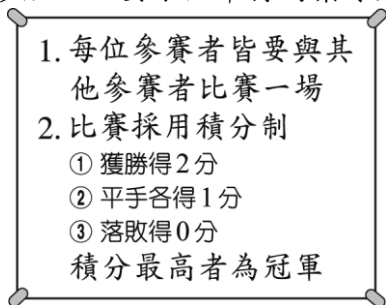 1. 每位參賽者皆要與其
他參賽者比賽一場
2. 比賽採用積分制
① 獲勝得2分
② 平手各得1分
③ 落敗得0分
積分最高者為冠軍